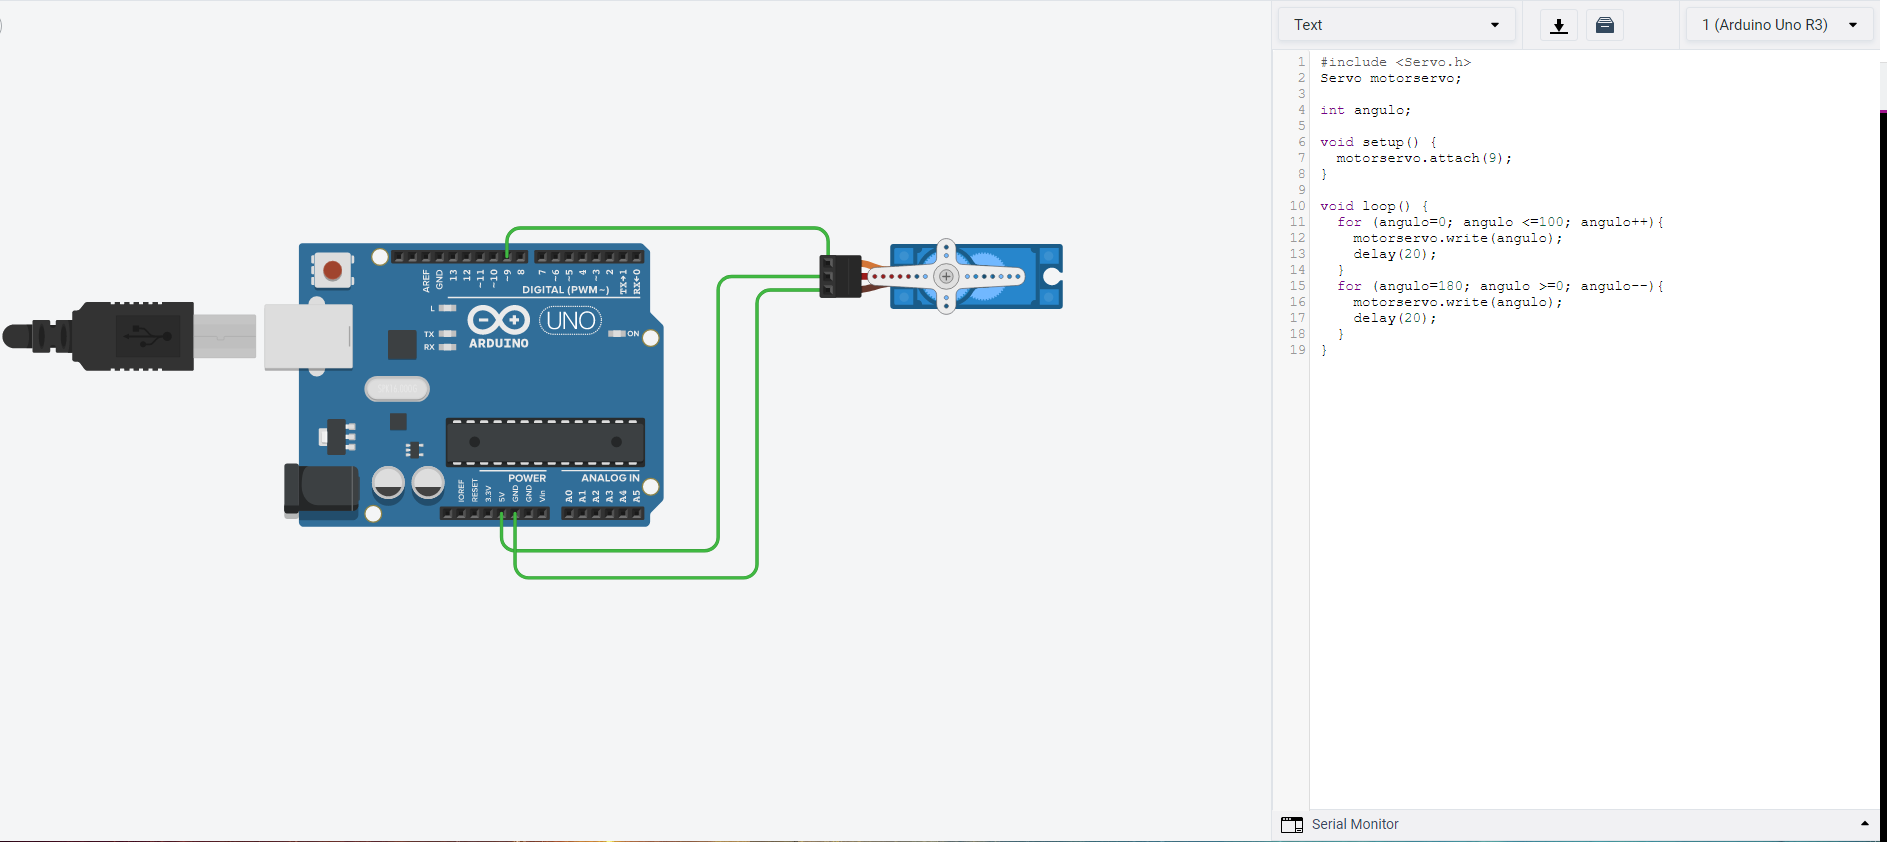 Text
1 (Arduino Uno R3)
1 #include <Servo.h>
2 Servo motorservo;
3
4 int angulo;
5
6 void setup() {
7 motorservo.attach(9);
8 }
9
10 void loop() {
11 for (angulo=0; angulo <=100; angulo++){
12 motorservo.write(angulo);
13 delay(20);
14 }
15 for (angulo=180; angulo >=0; angulo--){
16 motorservo.write(angulo);
17 delay(20);
18 }
19 }
Serial Monitor
AREF
GND
13
12
~11
~10
~9
8
7
~6
~5
4
~3
2
TX→1
RX←0
DIGITAL (PWM~)
L
TX
RX
ARDUINO
UNO
ON
POWER
ANALOG IN
IOREF
RESET
3.3V
5V
GND
GND
Vin
A0
A1
A2
A3
A4
A5